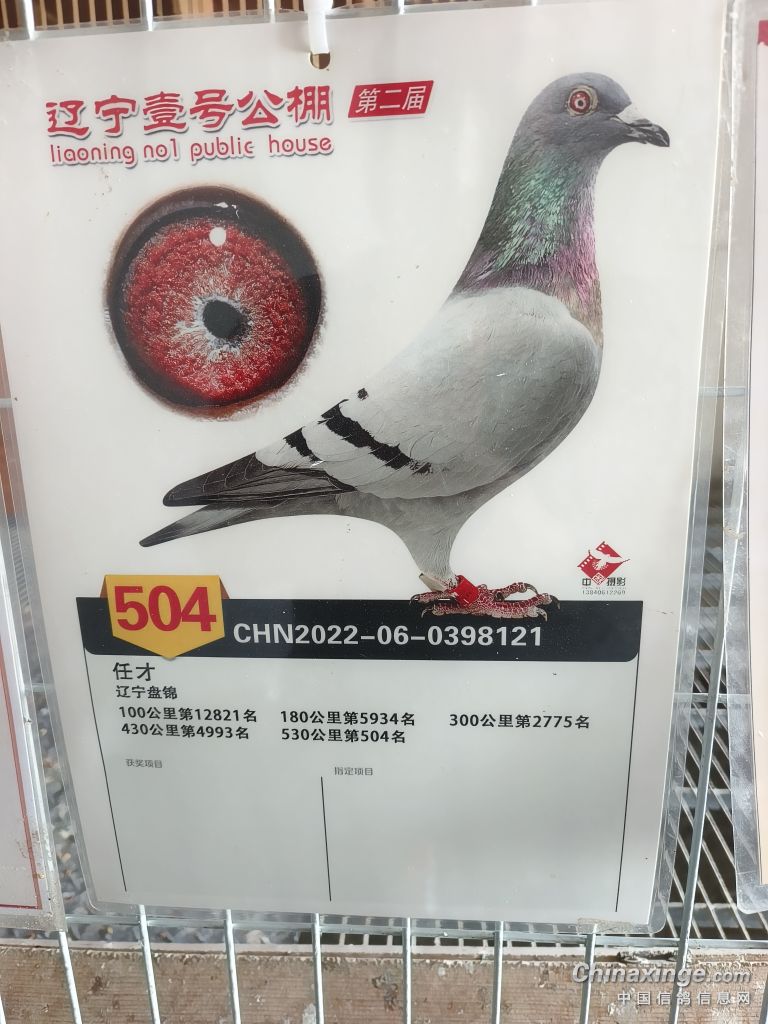 辽宁壹号公棚 第二届
liaoning no1 public house
中 摄影
13840612269
504
CHN2022-06-0398121
任才
辽宁盘锦
100公里第12821名 180公里第5934名 300公里第2775名
430公里第4993名 530公里第504名
获奖项目 指定项目
Chinaxinge.com
中国信鸽信息网